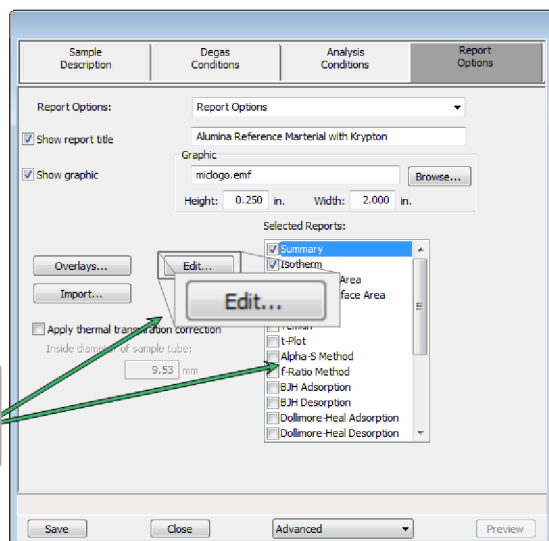 Sample Description
Degas Conditions
Analysis Conditions
Report Options
Report Options:
Report Options
Show report title
Alumina Reference Marterial with Krypton
Graphic
Show graphic
miclogo.emf
Browse...
Height: 0.250 in. Width: 2.000 in.
Selected Reports:
Summary
Overlays...
Edit...
Isotherm
Area
Import...
face Area
Edit...
Apply thermal transpiration correction
t-Plot
Inside diameter of sample tube:
Alpha-S Method
9.53 mm
f-Ratio Method
BJH Adsorption
BJH Desorption
Dollimore-Heal Adsorption
Dollimore-Heal Desorption
Save
Close
Advanced
Preview